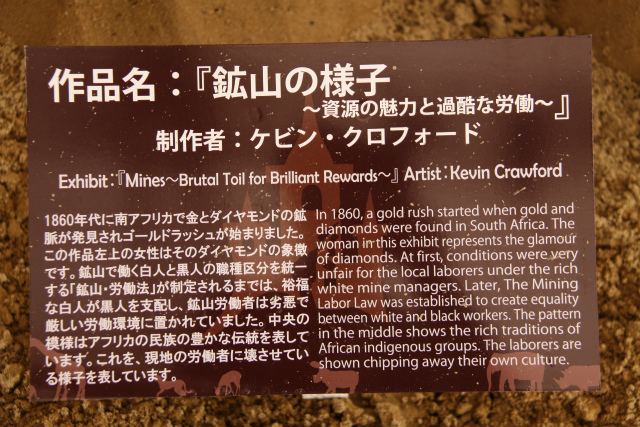 作品名：『鉱山の様子
～資源の魅力と過酷な労働～』
制作者：ケビン・クロフォード
Exhibit：『Mines～Brutal Toil for Brilliant Rewards～』 Artist：Kevin Crawford
1860年代に南アフリカで金とダイヤモンドの鉱
脈が発見されゴールドラッシュが始まりました。
この作品左上の女性はそのダイヤモンドの象徴
です。鉱山で働く白人と黒人の職種区分を統一
する「鉱山・労働法」が制定されるまでは、裕福
な白人が黒人を支配し、鉱山労働者は劣悪で
厳しい労働環境に置かれていました。中央の
模様はアフリカの民族の豊かな伝統を表して
います。これを、現地の労働者に壊させてい
る様子を表しています。
In 1860, a gold rush started when gold and
diamonds were found in South Africa. The
woman in this exhibit represents the glamour
of diamonds. At first, conditions were very
unfair for the local laborers under the rich
white mine managers. Later, The Mining
Labor Law was established to create equality
between white and black workers. The pattern
in the middle shows the rich traditions of
African indigenous groups. The laborers are
shown chipping away their own culture.